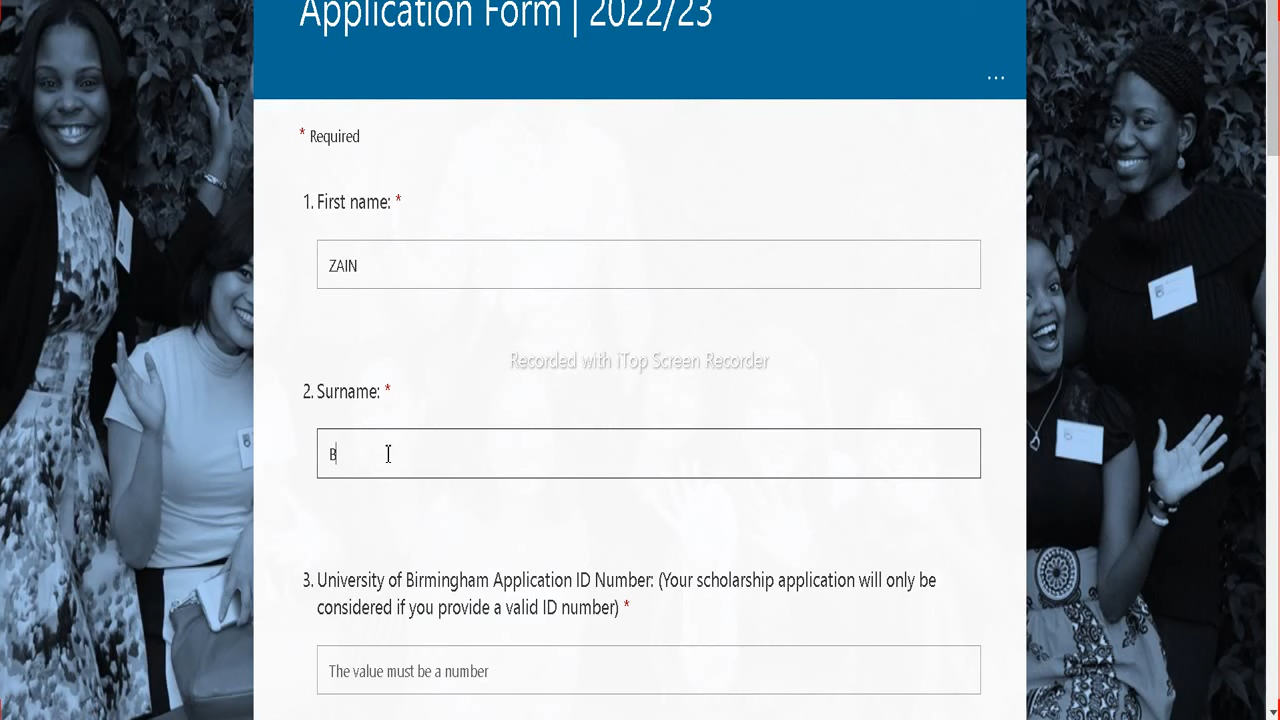 Application Form | 2022/23
...
* Required
1. First name: *
ZAIN
Recorded with iTop Screen Recorder
2. Surname: *
B
3. University of Birmingham Application ID Number: (Your scholarship application will only be
considered if you provide a valid ID number) *
The value must be a number